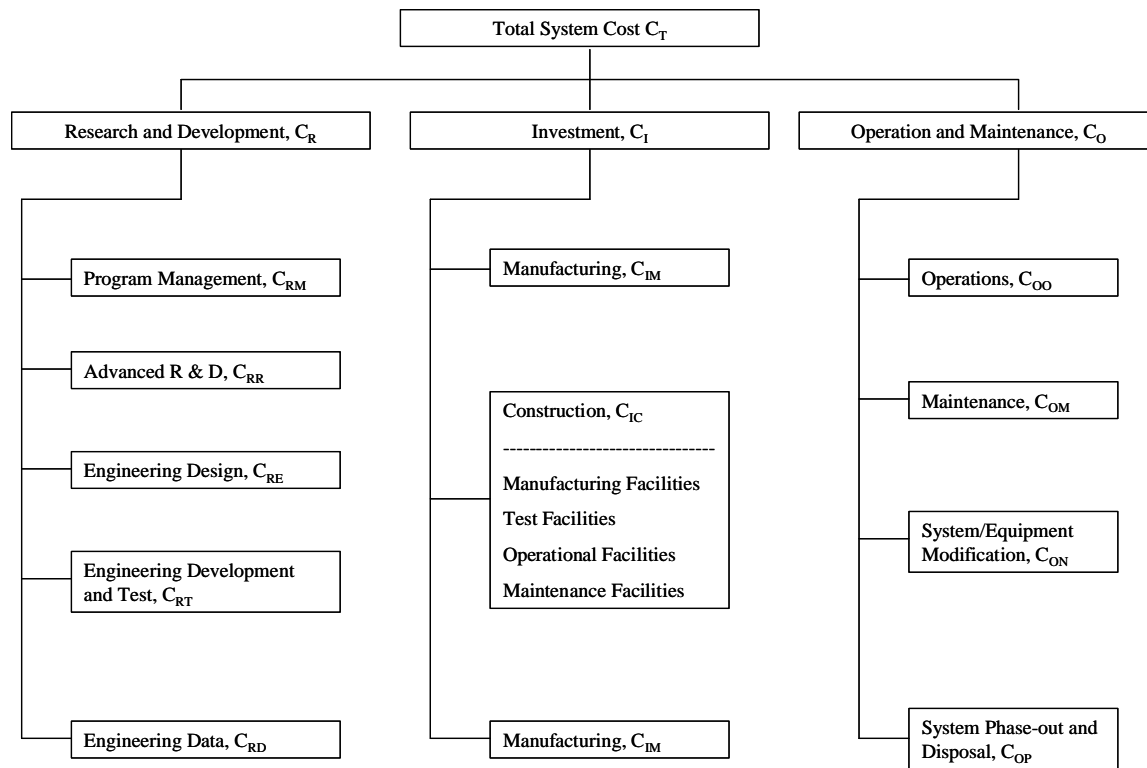 Total System Cost C_T
Research and Development, C_R
Investment, C_I
Operation and Maintenance, C_O
Program Management, C_RM
Advanced R & D, C_RR
Engineering Design, C_RE
Engineering Development
and Test, C_RT
Engineering Data, C_RD
Manufacturing, C_IM
Construction, C_IC
--------------------------------
Manufacturing Facilities
Test Facilities
Operational Facilities
Maintenance Facilities
Manufacturing, C_IM
Operations, C_OO
Maintenance, C_OM
System/Equipment
Modification, C_ON
System Phase-out and
Disposal, C_OP